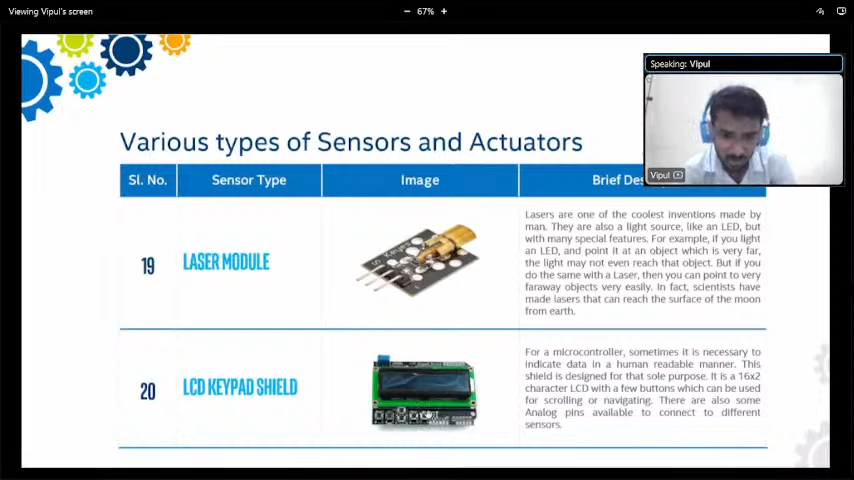 Viewing Vipul's screen
67%
Speaking: Vipul
Vipul
Various types of Sensors and Actuators
Sl. No.
Sensor Type
Image
Brief
19
LASER MODULE
Lasers are one of the coolest inventions made by
man. They are also a light source, like an LED, but
with many special features. For example, if you light
an LED, and point it at an object which is very far,
the light may not even reach that object. But if you
do the same with a Laser, then you can point to very
faraway objects very easily. In fact, scientists have
made lasers that can reach the surface of the moon
from earth.
20
LCD KEYPAD SHIELD
For a microcontroller, sometimes it is necessary to
indicate data in a human readable manner. This
shield is designed for that sole purpose. It is a 16x2
character LCD with a few buttons which can be used
for scrolling or navigating. There are also some
Analog pins available to connect to different
sensors.